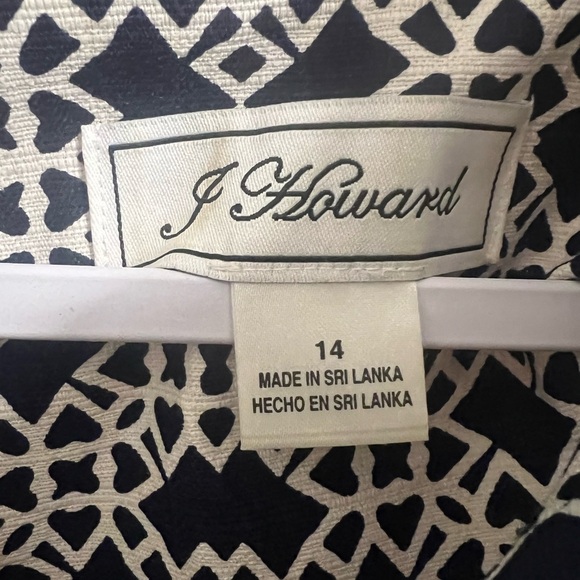 J Howard
14
MADE IN SRI LANKA
HECHO EN SRI LANKA